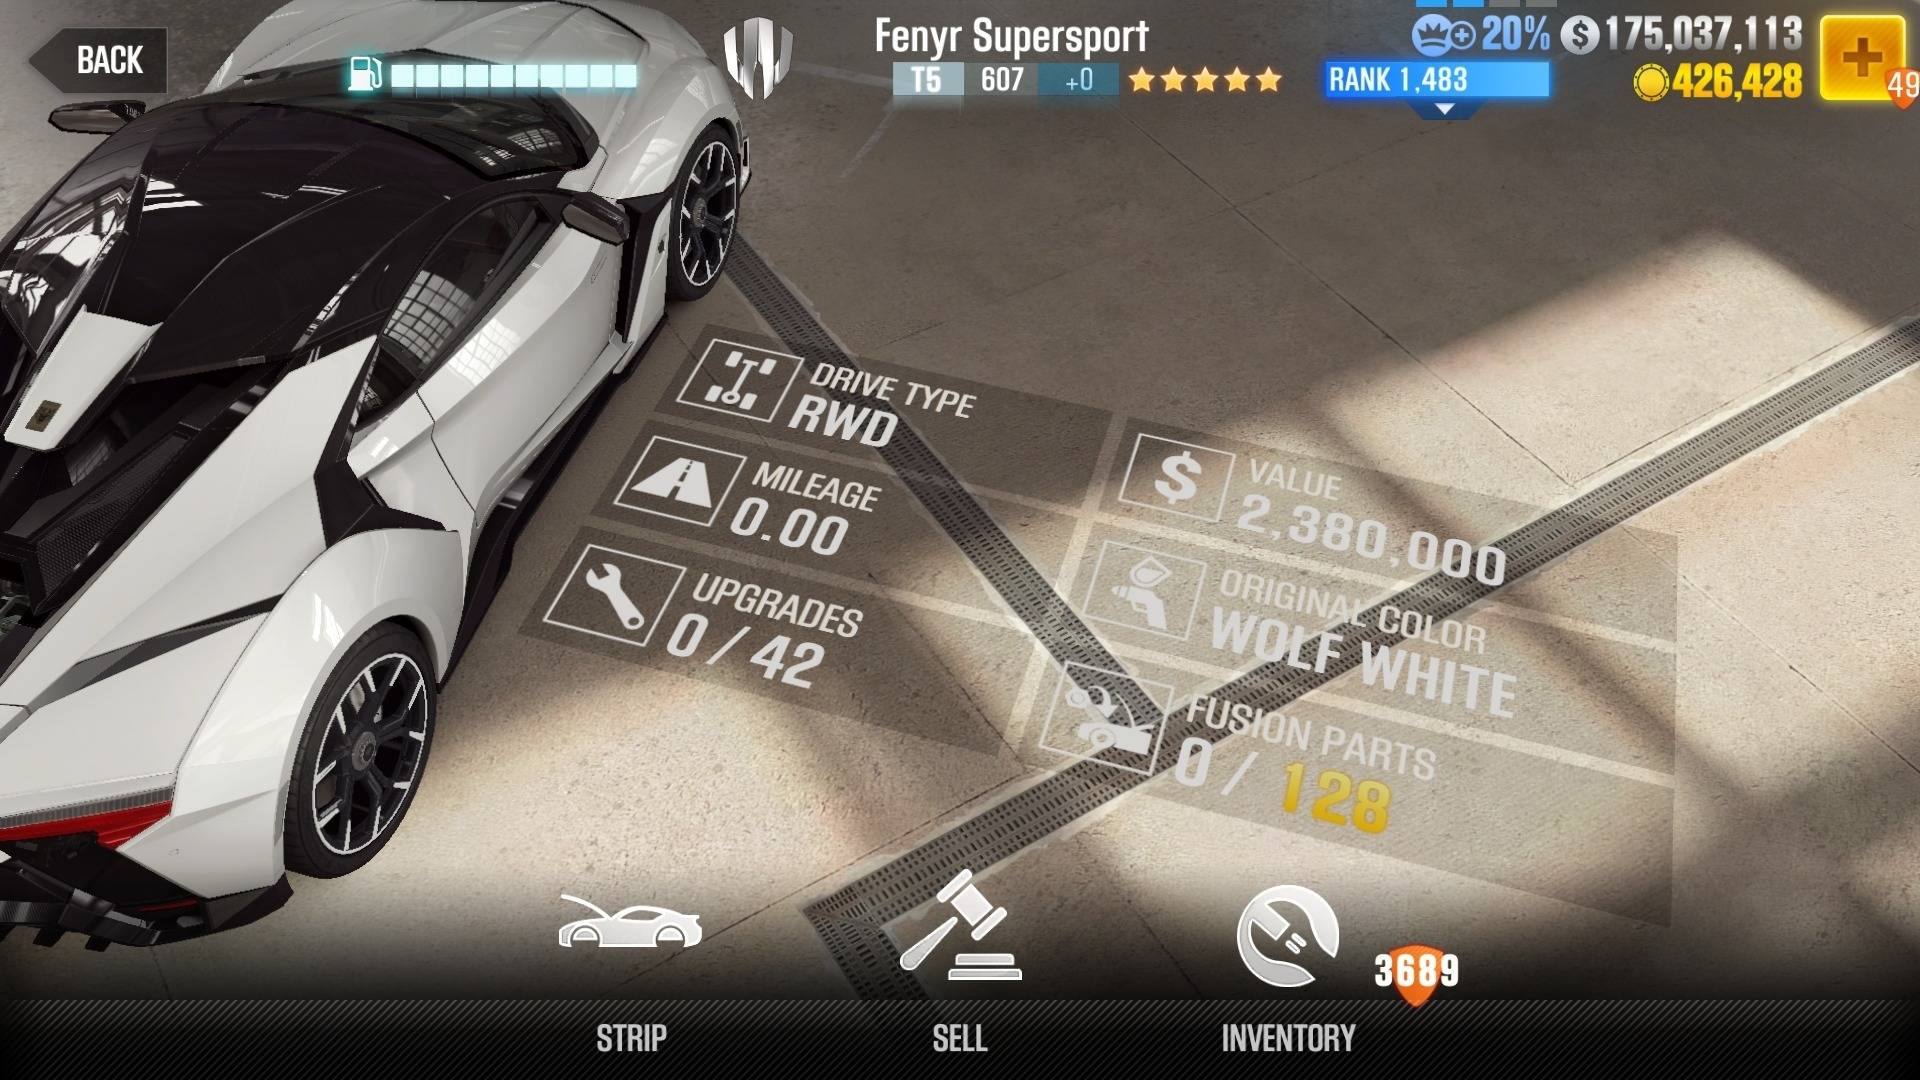 BACK
Fenyr Supersport
T5 607 +0
20%
175,037,113
RANK 1,483
426,428
49
DRIVE TYPE
RWD
MILEAGE
0.00
UPGRADES
0 / 42
VALUE
2,380,000
ORIGINAL COLOR
WOLF WHITE
FUSION PARTS
0 / 128
STRIP
SELL
INVENTORY
3689